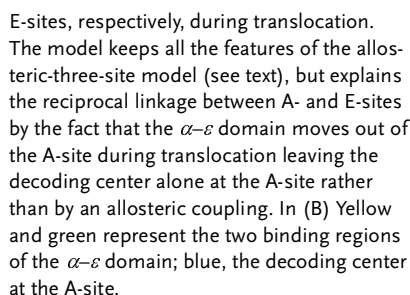 E-sites, respectively, during translocation.
The model keeps all the features of the allos-
teric-three-site model (see text), but explains
the reciprocal linkage between A- and E-sites
by the fact that the α–ε domain moves out of
the A-site during translocation leaving the
decoding center alone at the A-site rather
than by an allosteric coupling. In (B) Yellow
and green represent the two binding regions
of the α–ε domain; blue, the decoding center
at the A-site.